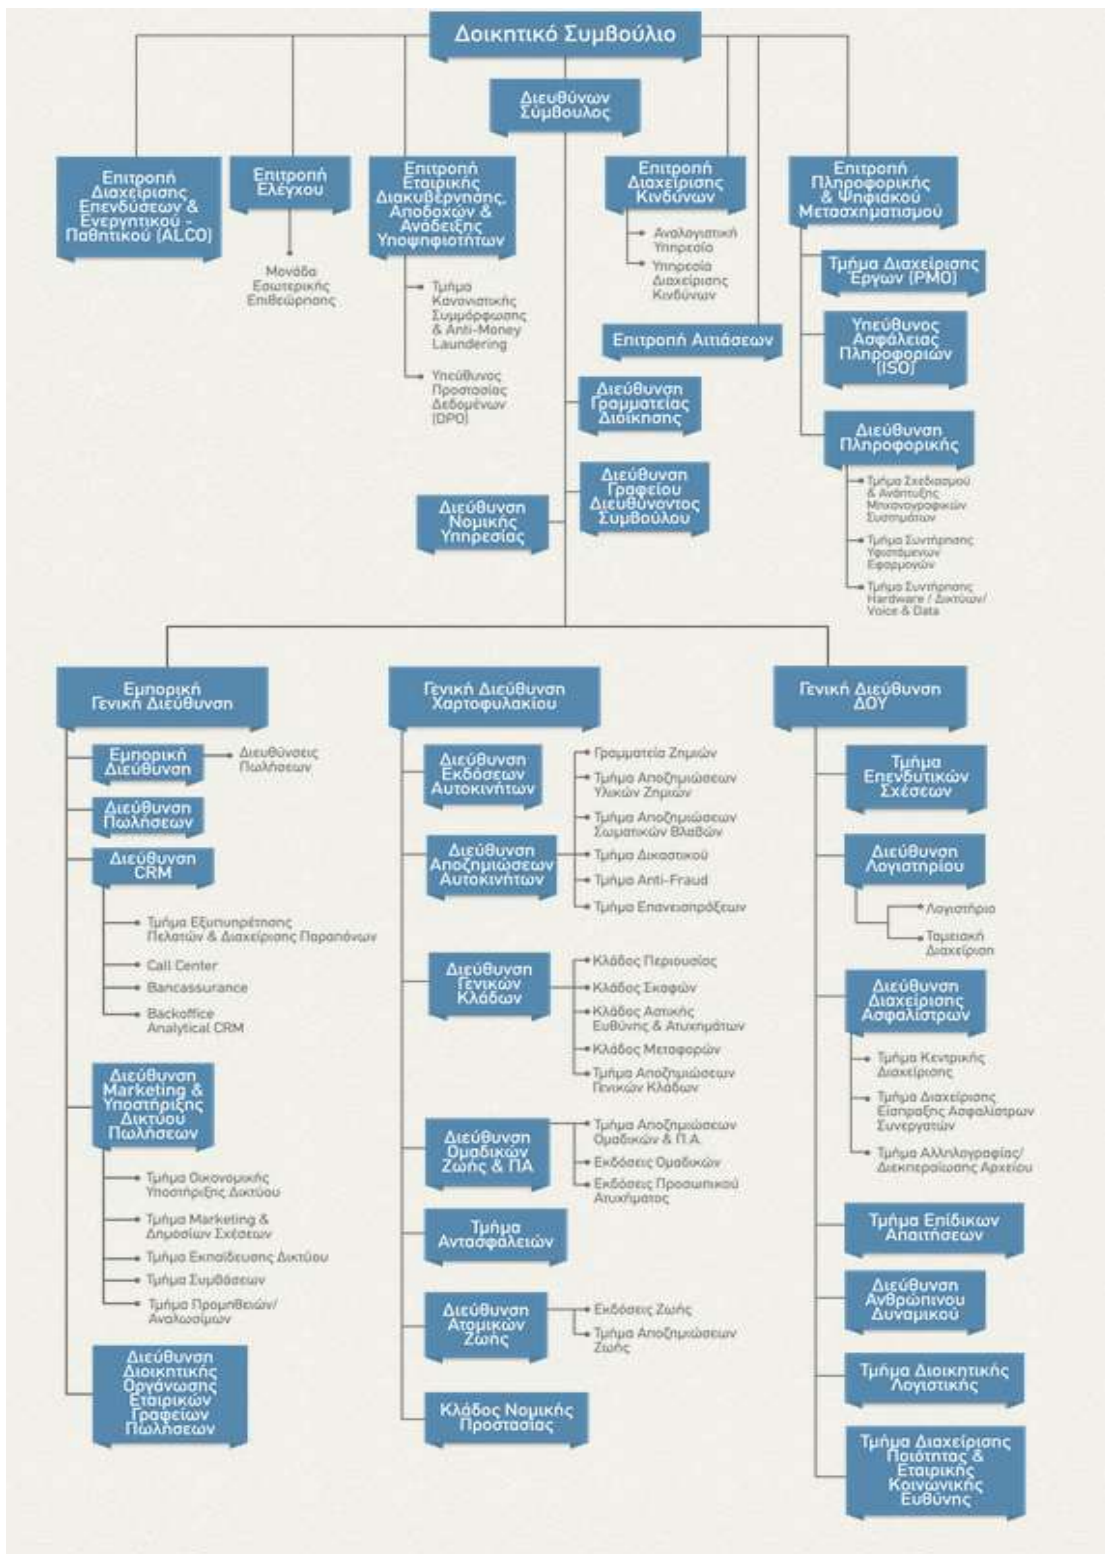 Διοικητικό Συμβούλιο
Διευθύνων
Σύμβουλος
Επιτροπή
Διαχείρισης
Επενδύσεων &
Ενεργητικού -
Παθητικού (ALCO)
Επιτροπή
Ελέγχου
Μονάδα
Εσωτερικής
Επιθεώρησης
Επιτροπή
Εταιρικής
Διακυβέρνησης,
Αποδοχών &
Ανάδειξης
Υποψηφιοτήτων
Τμήμα
Κανονιστικής
Συμμόρφωσης
& Anti-Money
Laundering
Υπεύθυνος
Προστασίας
Δεδομένων
(DPO)
Επιτροπή
Διαχείρισης
Κινδύνων
Αναλογιστική
Υπηρεσία
Υπηρεσία
Διαχείρισης
Κινδύνων
Επιτροπή Αιτιάσεων
Επιτροπή
Πληροφορικής
& Ψηφιακού
Μετασχηματισμού
Τμήμα Διαχείρισης
Έργων (PMO)
Υπεύθυνος
Ασφάλειας
Πληροφοριών
(ISO)
Διεύθυνση
Πληροφορικής
Τμήμα Σχεδιασμού
& Ανάπτυξης
Μηχανογραφικών
Συστημάτων
Τμήμα Συντήρησης
Υφιστάμενων
Εφαρμογών
Τμήμα Συντήρησης
Hardware / Δικτύων/
Voice & Data
Διεύθυνση
Γραμματείας
Διοίκησης
Διεύθυνση
Γραφείου
Διευθύνοντος
Συμβούλου
Διεύθυνση
Νομικής
Υπηρεσίας
Εμπορική
Γενική Διεύθυνση
Εμπορική
Διεύθυνση
Διευθύνσεις
Πωλήσεων
Διεύθυνση
Πωλήσεων
Διεύθυνση
CRM
Τμήμα Εξυπηρέτησης
Πελατών & Διαχείρισης Παραπόνων
Call Center
Bancassurance
Backoffice
Analytical CRM
Διεύθυνση
Marketing &
Υποστήριξης
Δικτύου
Πωλήσεων
Τμήμα Οικονομικής
Υποστήριξης Δικτύου
Τμήμα Marketing &
Δημοσίων Σχέσεων
Τμήμα Εκπαίδευσης Δικτύου
Τμήμα Συμβάσεων
Τμήμα Προμηθειών/
Αναλωσίμων
Διεύθυνση
Διοικητικής
Οργάνωσης
Εταιρικών
Γραφείων
Πωλήσεων
Γενική Διεύθυνση
Χαρτοφυλακίου
Διεύθυνση
Εκδόσεων
Αυτοκινήτων
Διεύθυνση
Αποζημιώσεων
Αυτοκινήτων
Γραμματεία Ζημιών
Τμήμα Αποζημιώσεων
Υλικών Ζημιών
Τμήμα Αποζημιώσεων
Σωματικών Βλαβών
Τμήμα Δικαστικού
Τμήμα Anti-Fraud
Τμήμα Επανεισπράξεων
Διεύθυνση
Γενικών
Κλάδων
Κλάδος Περιουσίας
Κλάδος Σκαφών
Κλάδος Αστικής
Ευθύνης & Ατυχημάτων
Κλάδος Μεταφορών
Τμήμα Αποζημιώσεων
Γενικών Κλάδων
Διεύθυνση
Ομαδικών
Ζωής & ΠΑ
Τμήμα Αποζημιώσεων
Ομαδικών & Π.Α.
Εκδόσεις Ομαδικών
Εκδόσεις Προσωπικού
Ατυχήματος
Τμήμα
Αντασφαλειών
Διεύθυνση
Ατομικών
Ζωής
Εκδόσεις Ζωής
Τμήμα Αποζημιώσεων
Ζωής
Κλάδος Νομικής
Προστασίας
Γενική Διεύθυνση
ΔΟΥ
Τμήμα
Επενδυτικών
Σχέσεων
Διεύθυνση
Λογιστηρίου
Λογιστήριο
Ταμειακή
Διαχείριση
Διεύθυνση
Διαχείρισης
Ασφαλίστρων
Τμήμα Κεντρικής
Διαχείρισης
Τμήμα Διαχείρισης
Είσπραξης Ασφαλίστρων
Συνεργατών
Τμήμα Αλληλογραφίας/
Διεκπεραίωσης Αρχείου
Τμήμα Επίδικων
Απαιτήσεων
Διεύθυνση
Ανθρώπινου
Δυναμικού
Τμήμα Διοικητικής
Λογιστικής
Τμήμα Διαχείρισης
Ποιότητας &
Εταιρικής
Κοινωνικής
Ευθύνης